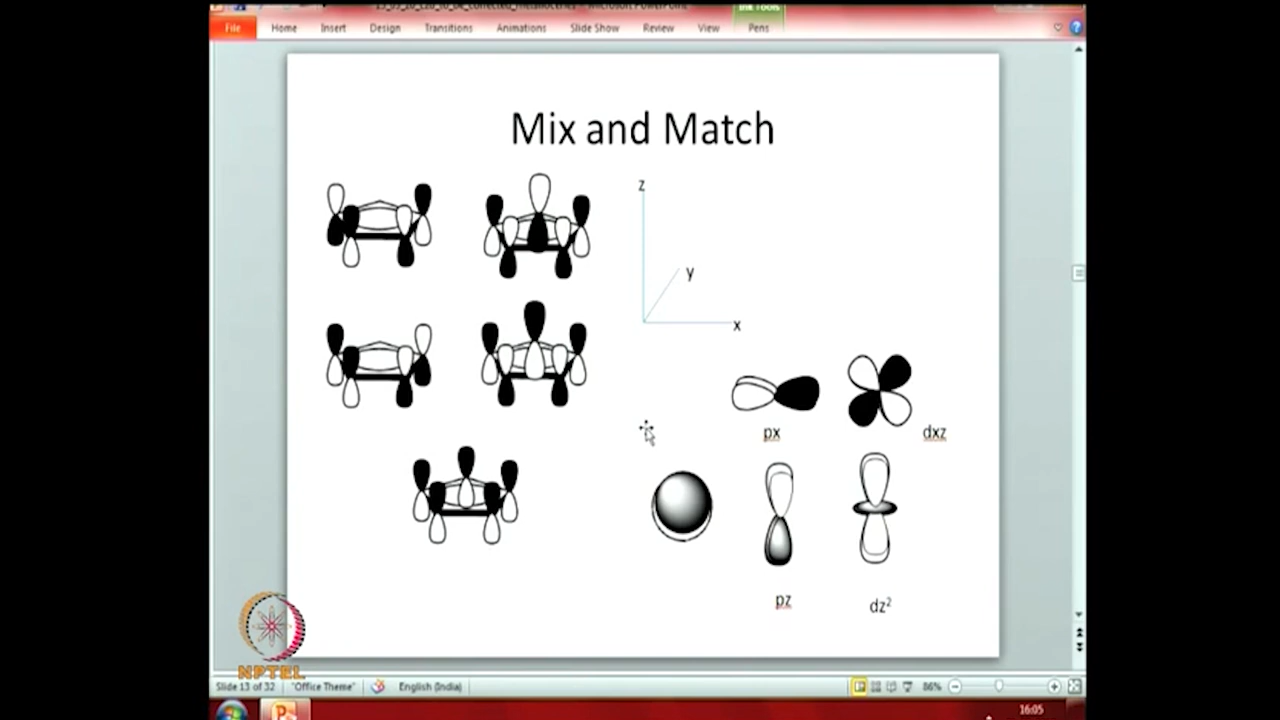 Ink Tools
File Home Insert Design Transitions Animations Slide Show Review View Pens
Mix and Match
z
y
x
px
dxz
pz
dz²
NPTEL
Slide 13 of 32 "Office Theme" English (India) 86%
16:05